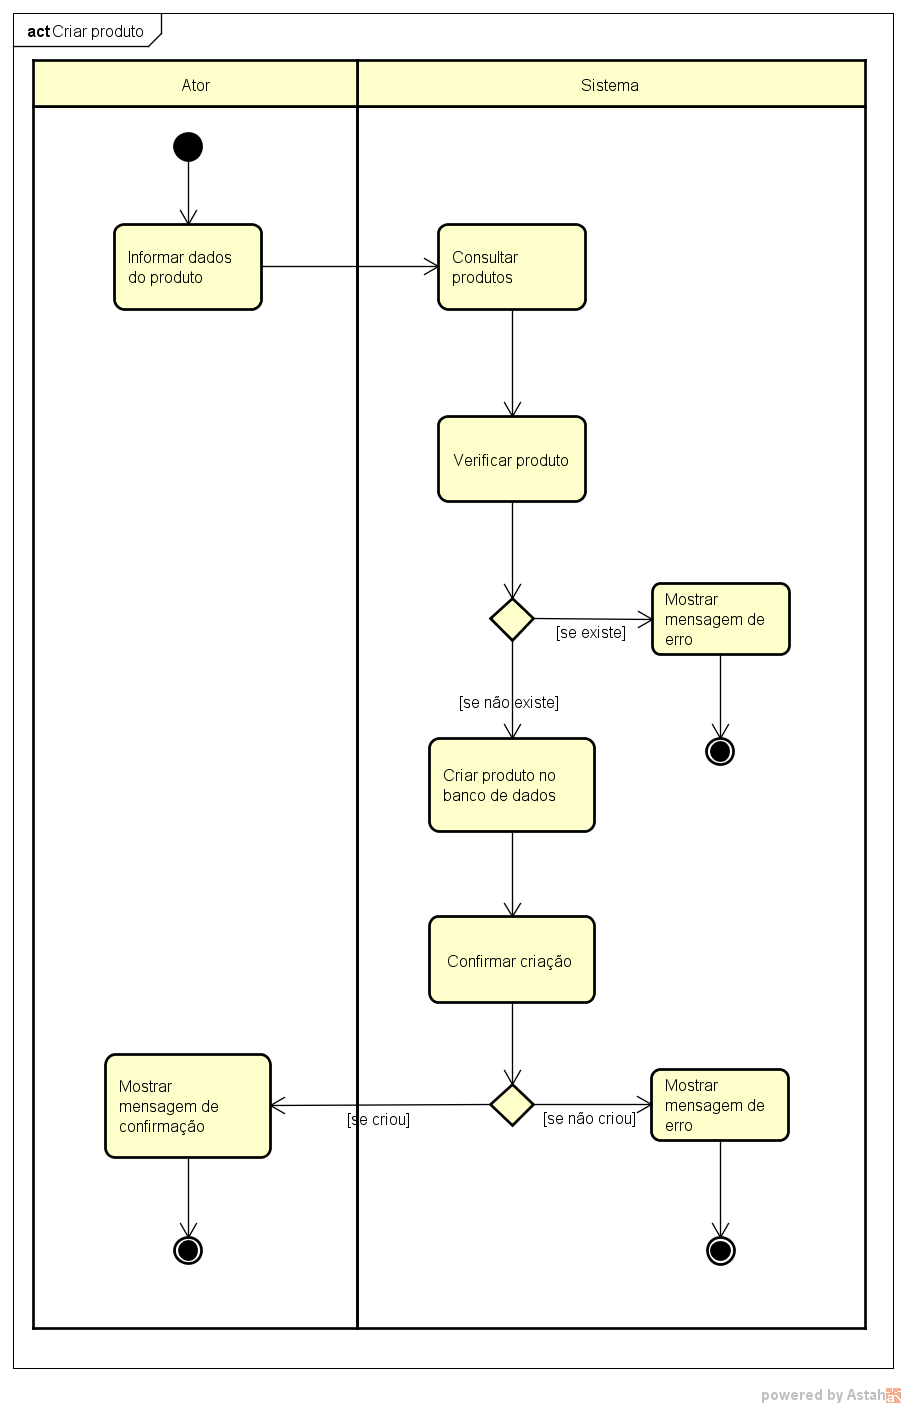 act Criar produto
Ator
Sistema
Informar dados
do produto
Consultar
produtos
Verificar produto
[se existe]
Mostrar
mensagem de
erro
[se não existe]
Criar produto no
banco de dados
Confirmar criação
Mostrar
mensagem de
confirmação
[se criou]
[se não criou]
Mostrar
mensagem de
erro
powered by Astah